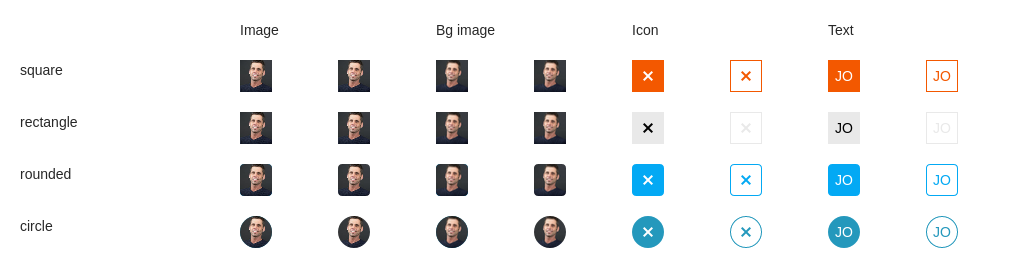 Image Bg image Icon Text
square JO JO
rectangle JO JO
rounded JO JO
circle JO JO